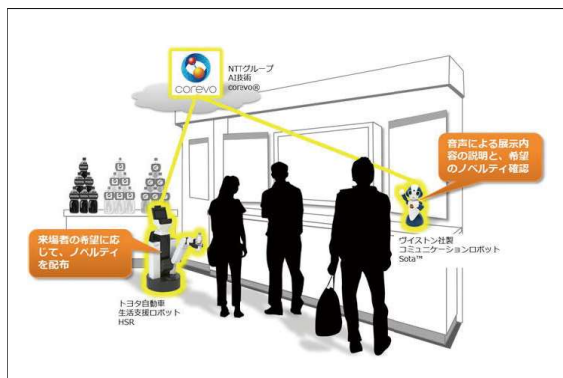 corevo
NTTグループ
AI技術
corevo®
音声による展示内
容の説明と、希望
のノベルティ確認
来場者の希望に応
じて、ノベルティ
を配布
ヴイストン社製
コミュニケーションロボット
Sota™
トヨタ自動車
生活支援ロボット
HSR